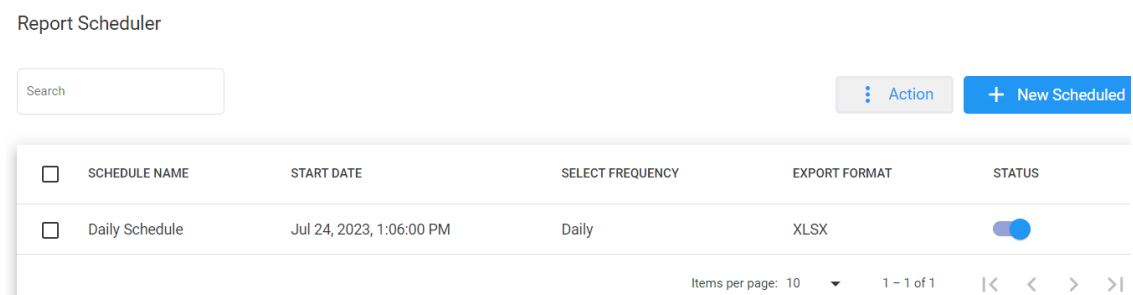 Report Scheduler
Search
Action
+ New Scheduled
SCHEDULE NAME START DATE SELECT FREQUENCY EXPORT FORMAT STATUS
Daily Schedule Jul 24, 2023, 1:06:00 PM Daily XLSX
Items per page: 10 1 – 1 of 1